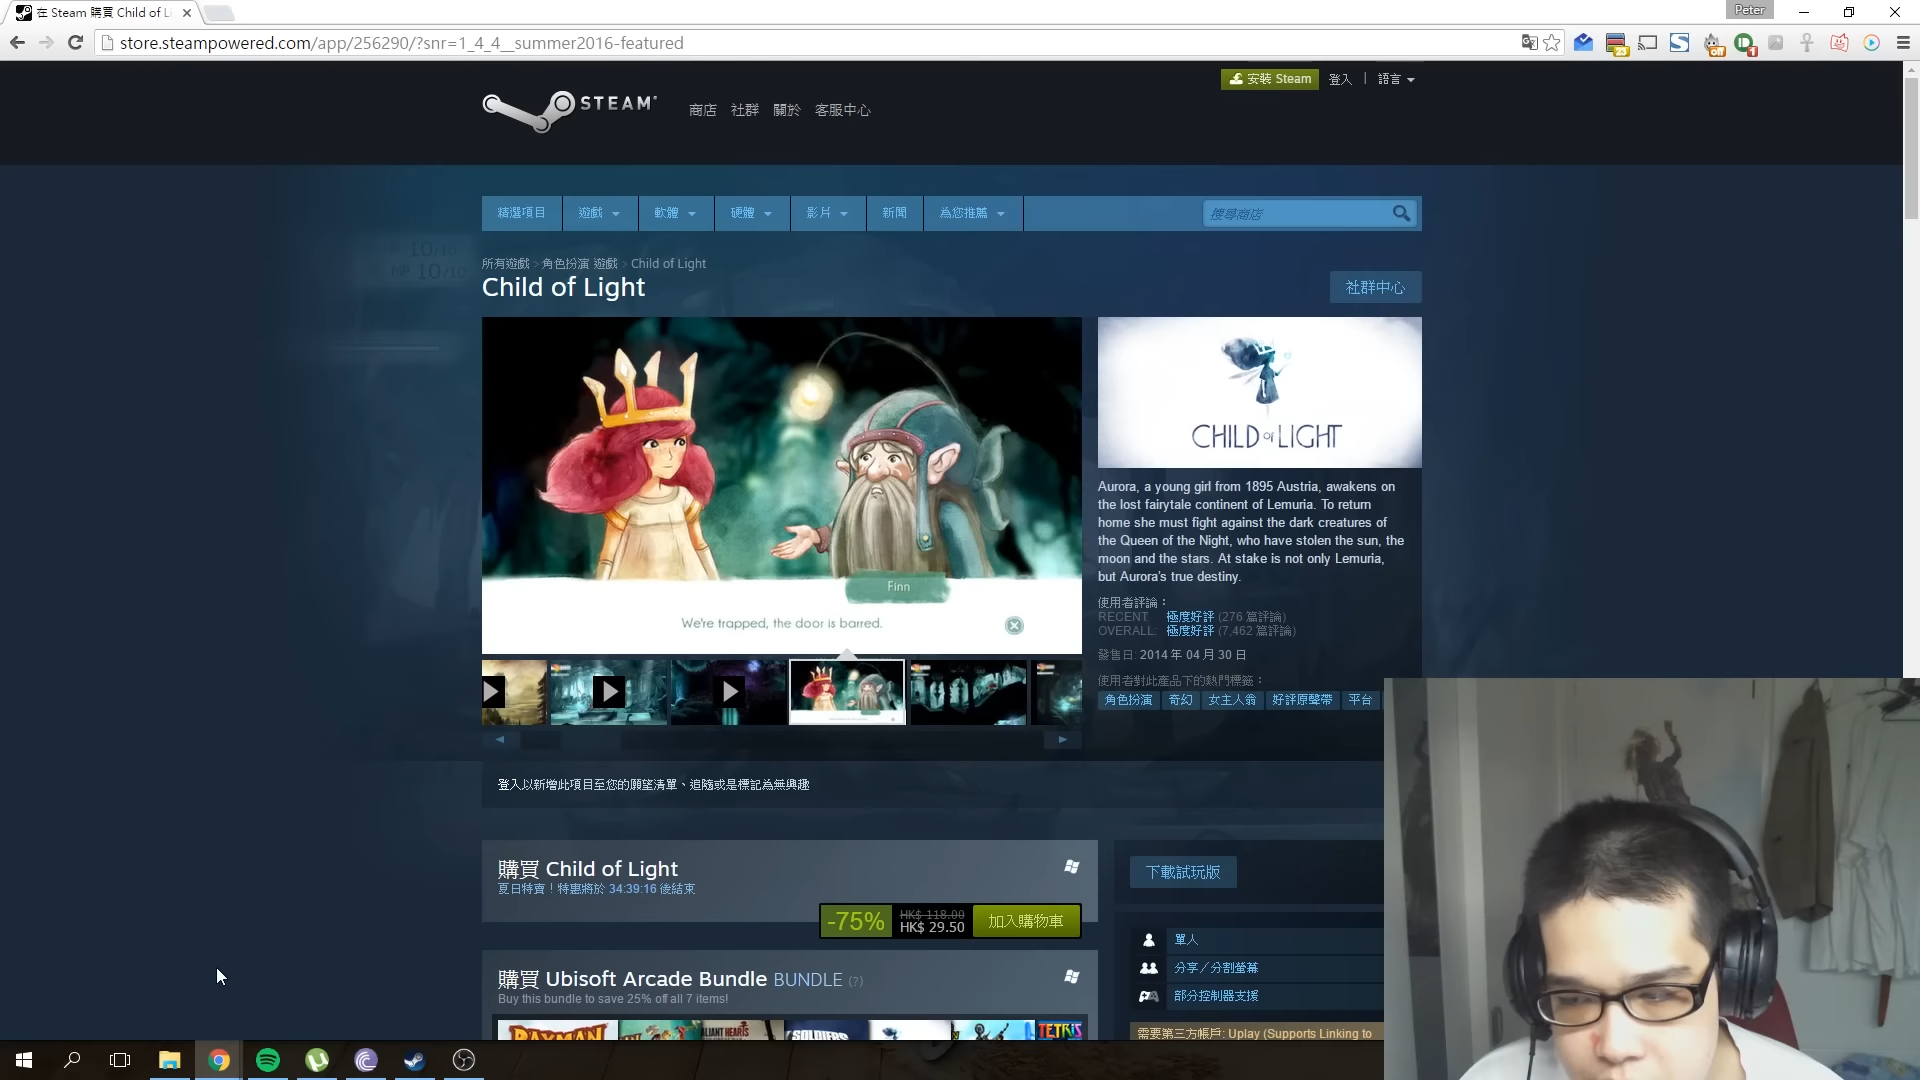 在 Steam 購買 Child of Li
Peter
store.steampowered.com/app/256290/?snr=1_4_4__summer2016-featured
安裝 Steam 登入 | 語言
STEAM
商店 社群 關於 客服中心
精選項目 遊戲 軟體 硬體 影片 新聞 為您推薦 搜尋商店
所有遊戲 > 角色扮演 遊戲 > Child of Light
Child of Light
社群中心
Finn
We're trapped, the door is barred.
CHILD of LIGHT
Aurora, a young girl from 1895 Austria, awakens on
the lost fairytale continent of Lemuria. To return
home she must fight against the dark creatures of
the Queen of the Night, who have stolen the sun, the
moon and the stars. At stake is not only Lemuria,
but Aurora's true destiny.
使用者評論：
RECENT: 極度好評 (276 篇評論)
OVERALL: 極度好評 (7,462 篇評論)
發售日: 2014 年 04 月 30 日
使用者對此產品下的熱門標籤：
角色扮演 奇幻 女主人翁 好評原聲帶 平台
登入以新增此項目至您的願望清單、追隨或是標記為無興趣
購買 Child of Light
夏日特賣！特惠將於 34:39:16 後結束
-75% HK$ 118.00
HK$ 29.50
加入購物車
購買 Ubisoft Arcade Bundle BUNDLE (?)
Buy this bundle to save 25% off all 7 items!
RAYMAN VALIANT HEARTS SOLDIERS TETRIS
下載試玩版
單人
分享／分割螢幕
部分控制器支援
需要第三方帳戶: Uplay (Supports Linking to